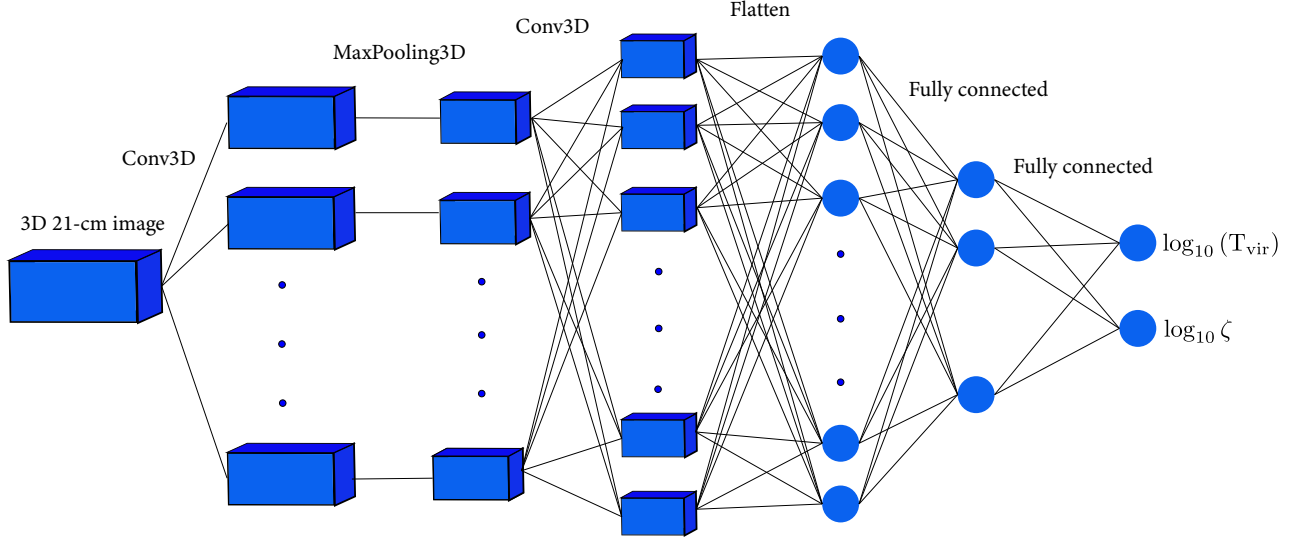 3D 21-cm image
Conv3D
MaxPooling3D
Conv3D
Flatten
Fully connected
Fully connected
log₁₀ (Tᵥᵢᵣ)
log₁₀ ζ